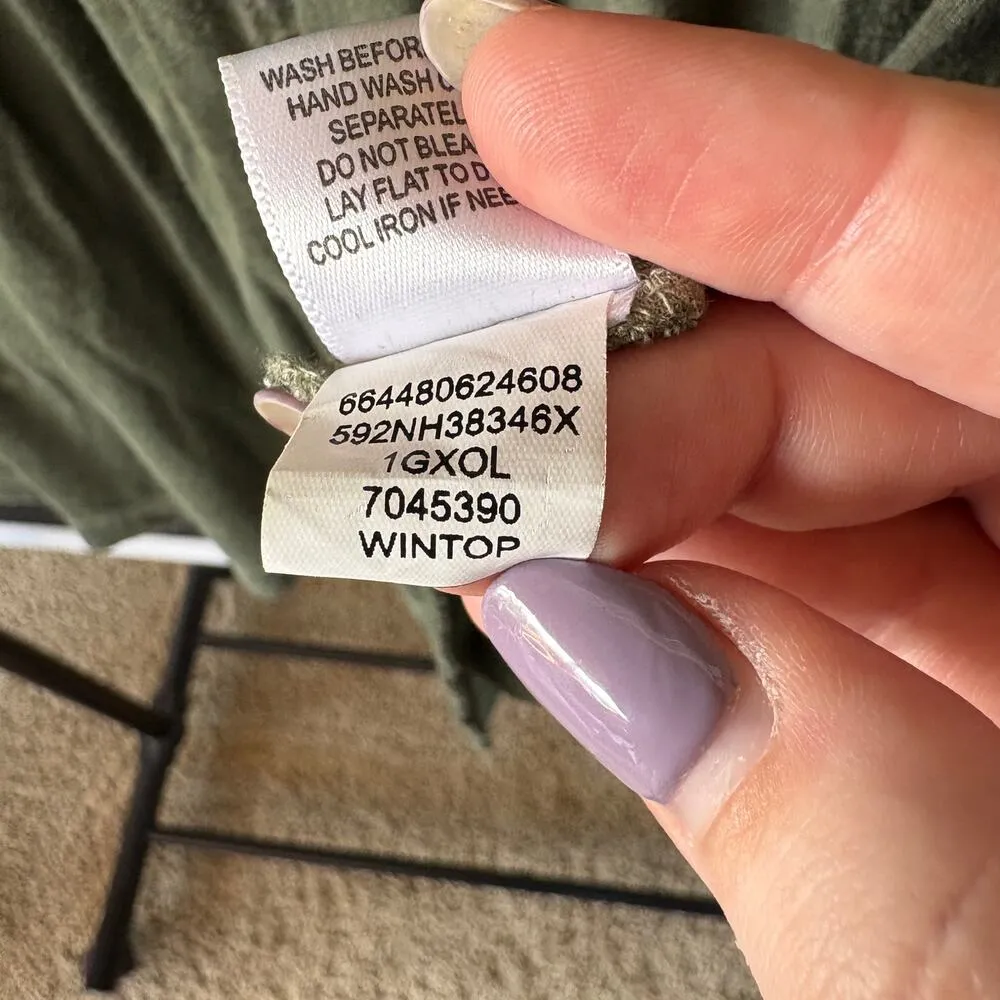 WASH BEFOR
HAND WASH
SEPARATEL
DO NOT BLEA
LAY FLAT TO D
COOL IRON IF NEE
664480624608
592NH38346X
1GXOL
7045390
WINTOP